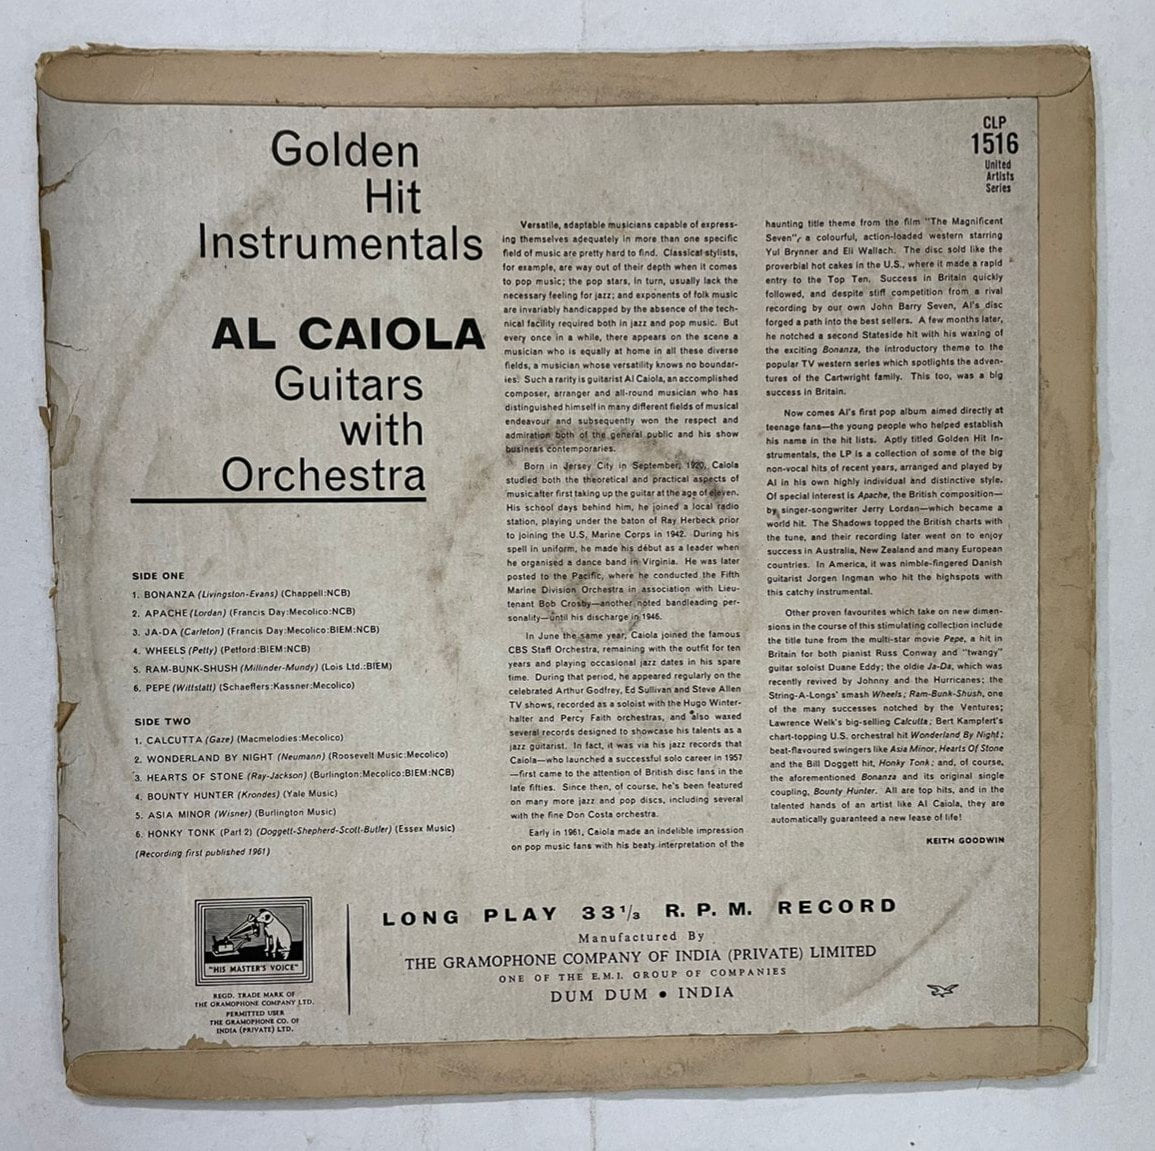 Golden
Hit
Instrumentals
AL CAIOLA
Guitars
with
Orchestra
SIDE ONE
1. BONANZA (Livingston-Evans) (Chappell:NCB)
2. APACHE (Lordan) (Francis Day:Mecolico:NCB)
3. JA-DA (Carleton) (Francis Day:Mecolico:BIEM:NCB)
4. WHEELS (Petty) (Petford:BIEM:NCB)
5. RAM-BUNK-SHUSH (Millinder-Mundy) (Lois Ltd.:BIEM)
6. PEPE (Wittstatt) (Schaeffers:Kassner:Mecolico)
SIDE TWO
1. CALCUTTA (Gaze) (Macmelodies:Mecolico)
2. WONDERLAND BY NIGHT (Neumann) (Roosevelt Music:Mecolico)
3. HEARTS OF STONE (Ray-Jackson) (Burlington:Mecolico:BIEM:NCB)
4. BOUNTY HUNTER (Krondes) (Yale Music)
5. ASIA MINOR (Wisner) (Burlington Music)
6. HONKY TONK (Part 2) (Doggett-Shepherd-Scott-Butler) (Essex Music)
(Recording first published 1961)
CLP
1516
United
Artists
Series
Versatile, adaptable musicians capable of express-
ing themselves adequately in more than one specific
field of music are pretty hard to find. Classical stylists,
for example, are way out of their depth when it comes
to pop music; the pop stars, in turn, usually lack the
necessary feeling for jazz; and exponents of folk music
are invariably handicapped by the absence of the tech-
nical facility required both in jazz and pop music. But
every once in a while, there appears on the scene a
musician who is equally at home in all these diverse
fields, a musician whose versatility knows no boundar-
ies. Such a rarity is guitarist Al Caiola, an accomplished
composer, arranger and all-round musician who has
distinguished himself in many different fields of musical
endeavour and subsequently won the respect and
admiration both of the general public and his show
business contemporaries.
Born in Jersey City in September, 1920, Caiola
studied both the theoretical and practical aspects of
music after first taking up the guitar at the age of eleven.
His school days behind him, he joined a local radio
station, playing under the baton of Ray Herbeck prior
to joining the U.S. Marine Corps in 1942. During his
spell in uniform, he made his début as a leader when
he organised a dance band in Virginia. He was later
posted to the Pacific, where he conducted the Fifth
Marine Division Orchestra in association with Lieu-
tenant Bob Crosby—another noted bandleading per-
sonality—until his discharge in 1946.
In June the same year, Caiola joined the famous
CBS Staff Orchestra, remaining with the outfit for ten
years and playing occasional jazz dates in his spare
time. During that period, he appeared regularly on the
celebrated Arthur Godfrey, Ed Sullivan and Steve Allen
TV shows, recorded as a soloist with the Hugo Winter-
halter and Percy Faith orchestras, and also waxed
several records designed to showcase his talents as a
jazz guitarist. In fact, it was via his jazz records that
Caiola—who launched a successful solo career in 1957
—first came to the attention of British disc fans in the
late fifties. Since then, of course, he's been featured
on many more jazz and pop discs, including several
with the fine Don Costa orchestra.
Early in 1961, Caiola made an indelible impression
on pop music fans with his beaty interpretation of the
haunting title theme from the film "The Magnificent
Seven", a colourful, action-loaded western starring
Yul Brynner and Eli Wallach. The disc sold like the
proverbial hot cakes in the U.S., where it made a rapid
entry to the Top Ten. Success in Britain quickly
followed, and despite stiff competition from a rival
recording by our own John Barry Seven, Al's disc
forged a path into the best sellers. A few months later,
he notched a second Stateside hit with his waxing of
the exciting Bonanza, the introductory theme to the
popular TV western series which spotlights the adven-
tures of the Cartwright family. This too, was a big
success in Britain.
Now comes Al's first pop album aimed directly at
teenage fans—the young people who helped establish
his name in the hit lists. Aptly titled Golden Hit In-
strumentals, the LP is a collection of some of the big
non-vocal hits of recent years, arranged and played by
Al in his own highly individual and distinctive style.
Of special interest is Apache, the British composition—
by singer-songwriter Jerry Lordan—which became a
world hit. The Shadows topped the British charts with
the tune, and their recording later went on to enjoy
success in Australia, New Zealand and many European
countries. In America, it was nimble-fingered Danish
guitarist Jorgen Ingman who hit the highspots with
this catchy instrumental.
Other proven favourites which take on new dimen-
sions in the course of this stimulating collection include
the title tune from the multi-star movie Pepe, a hit in
Britain for both pianist Russ Conway and "twangy"
guitar soloist Duane Eddy; the oldie Ja-Da, which was
recently revived by Johnny and the Hurricanes; the
String-A-Longs' smash Wheels; Ram-Bunk-Shush, one
of the many successes notched by the Ventures;
Lawrence Welk's big-selling Calcutta; Bert Kampfert's
chart-topping U.S. orchestral hit Wonderland By Night;
beat-flavoured swingers like Asia Minor, Hearts Of Stone
and the Bill Doggett hit, Honky Tonk; and, of course,
the aforementioned Bonanza and its original single
coupling, Bounty Hunter. All are top hits, and in the
talented hands of an artist like Al Caiola, they are
automatically guaranteed a new lease of life!
KEITH GOODWIN
"HIS MASTER'S VOICE"
REGD. TRADE MARK OF
THE GRAMOPHONE COMPANY LTD.
PERMITTED USER
THE GRAMOPHONE CO. OF
INDIA (PRIVATE) LTD.
LONG PLAY 33 1/3 R. P. M. RECORD
Manufactured By
THE GRAMOPHONE COMPANY OF INDIA (PRIVATE) LIMITED
ONE OF THE E.M.I. GROUP OF COMPANIES
DUM DUM • INDIA